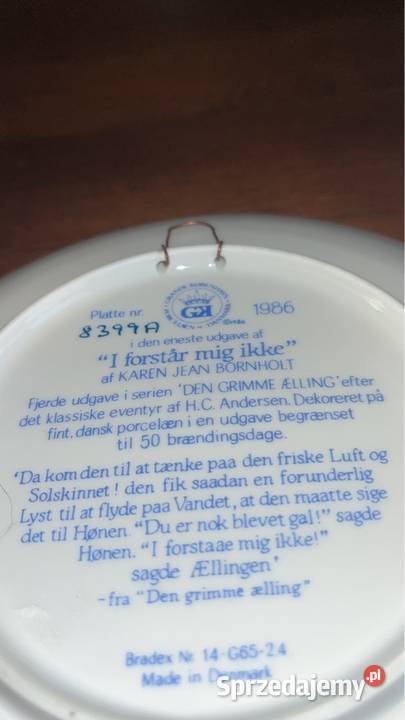 Platte nr. 1986
8399A
GK
i den eneste udgave af
“I forstår mig ikke”
af KAREN JEAN BORNHOLT
Fjerde udgave i serien ‘DEN GRIMME ÆLLING’ efter
det klassiske eventyr af H.C. Andersen. Dekoreret på
fint, dansk porcelæn i en udgave begrænset
til 50 brændingsdage.
‘Da kom den til at tænke paa den friske Luft og
Solskinnet! den fik saadan en forunderlig
Lyst til at flyde paa Vandet, at den maatte sige
det til Hønen. “Du er nok blevet gal!” sagde
Hønen. “I forstaae mig ikke!”
sagde Ællingen’
-fra “Den grimme ælling”
Bradex Nr 14-G65-2.4
Made in Denmark
Sprzedajemy.pl